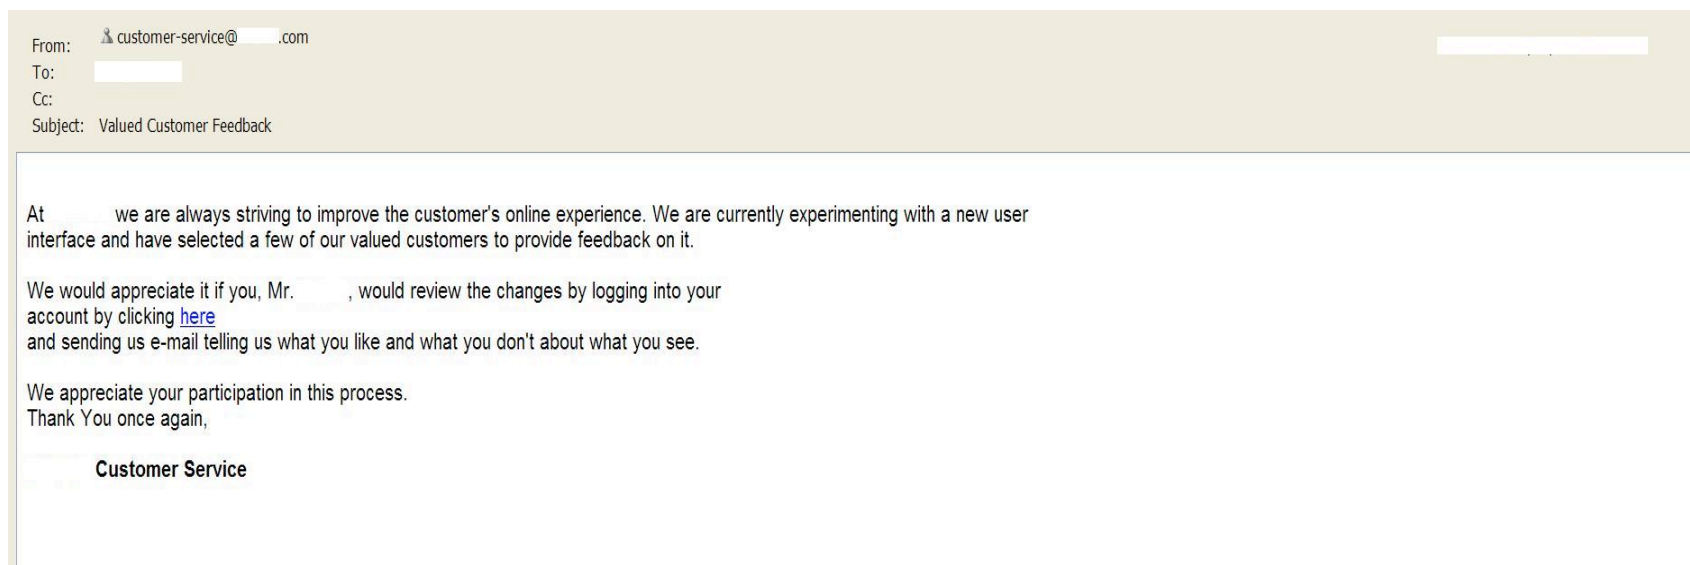 From: customer-service@ .com
To:
Cc:
Subject: Valued Customer Feedback
At we are always striving to improve the customer's online experience. We are currently experimenting with a new user
interface and have selected a few of our valued customers to provide feedback on it.
We would appreciate it if you, Mr. , would review the changes by logging into your
account by clicking here
and sending us e-mail telling us what you like and what you don't about what you see.
We appreciate your participation in this process.
Thank You once again,
Customer Service